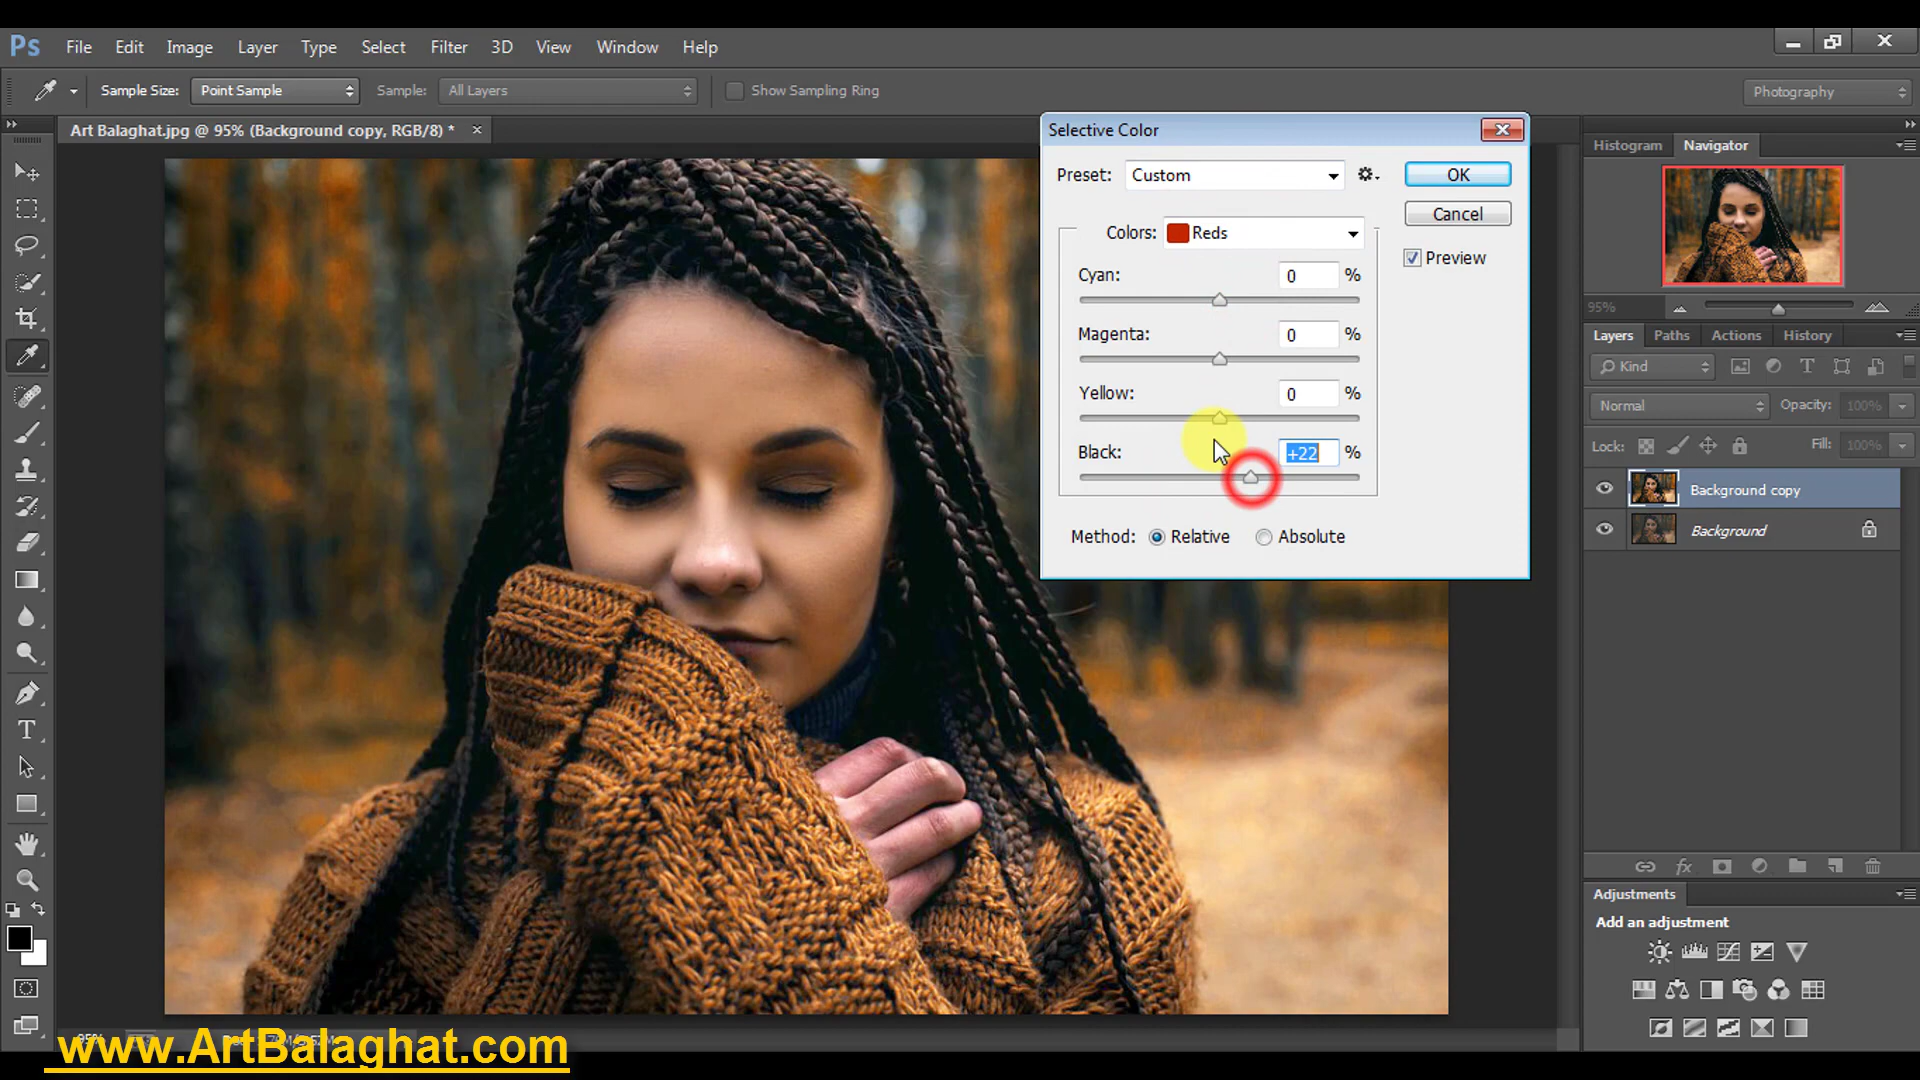 Ps File Edit Image Layer Type Select Filter 3D View Window Help
Sample Size: Point Sample Sample: All Layers Show Sampling Ring Photography
Art Balaghat.jpg @ 95% (Background copy, RGB/8) * ×
Selective Color
Preset: Custom OK
Cancel
Colors: Reds
Preview
Cyan: 0 %
Magenta: 0 %
Yellow: 0 %
Black: +22 %
Method: Relative Absolute
Histogram Navigator
95%
Layers Paths Actions History
Kind
Normal Opacity: 100%
Lock: Fill: 100%
Background copy
Background
Adjustments
Add an adjustment
www.ArtBalaghat.com